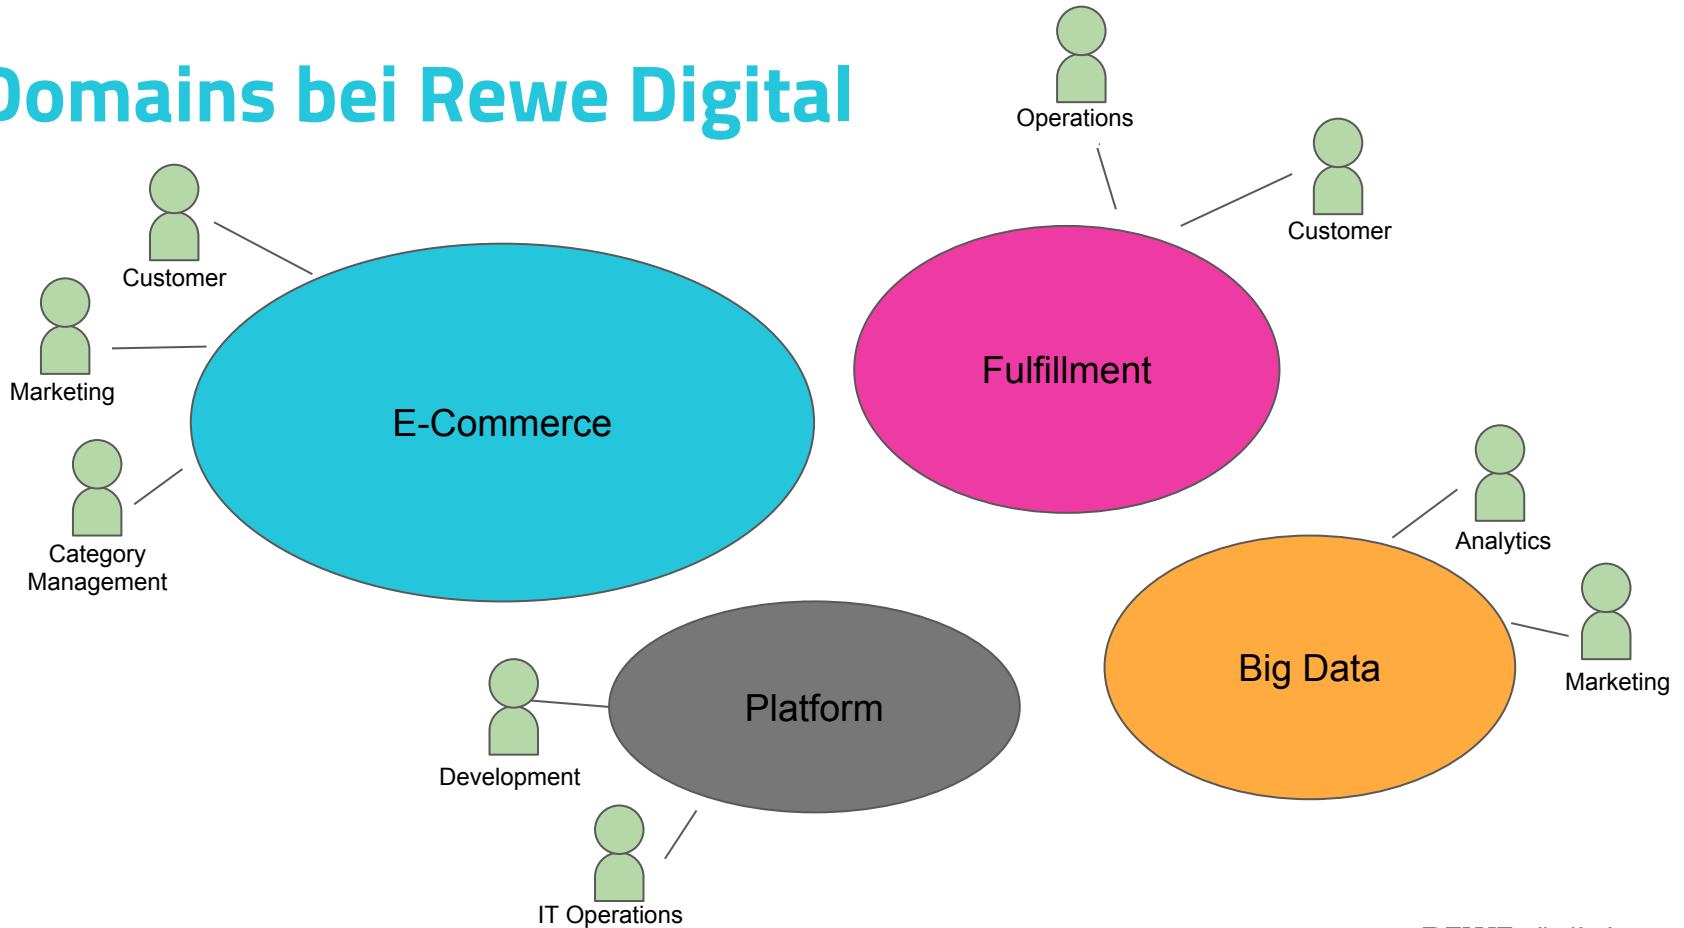 Domains bei Rewe Digital
Operations
Customer
Customer
Marketing
Fulfillment
E-Commerce
Category
Management
Analytics
Big Data
Marketing
Platform
Development
IT Operations